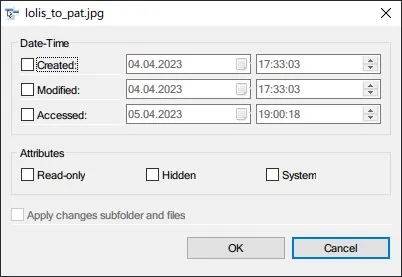 lolis_to_pat.jpg
Date-Time
Created: 04.04.2023 17:33:03
Modified: 04.04.2023 17:33:03
Accessed: 05.04.2023 19:00:18
Attributes
Read-only Hidden System
Apply changes subfolder and files
OK Cancel